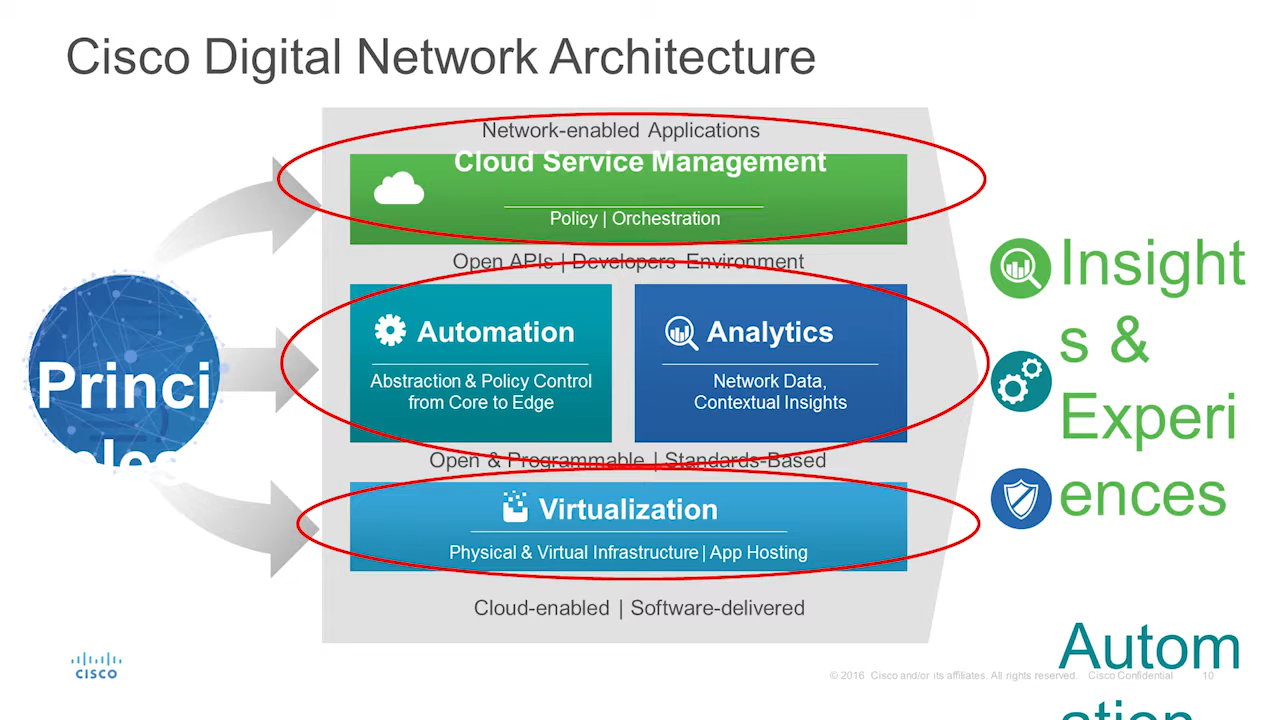 Cisco Digital Network Architecture
Network-enabled Applications
Cloud Service Management
Policy | Orchestration
Open APIs | Developers Environment
Automation
Abstraction & Policy Control
from Core to Edge
Analytics
Network Data,
Contextual Insights
Open & Programmable | Standards-Based
Virtualization
Physical & Virtual Infrastructure | App Hosting
Cloud-enabled | Software-delivered
Princi
ples
Insight
s &
Experi
ences
Autom
ation
CISCO
© 2016 Cisco and/or its affiliates. All rights reserved. Cisco Confidential
10